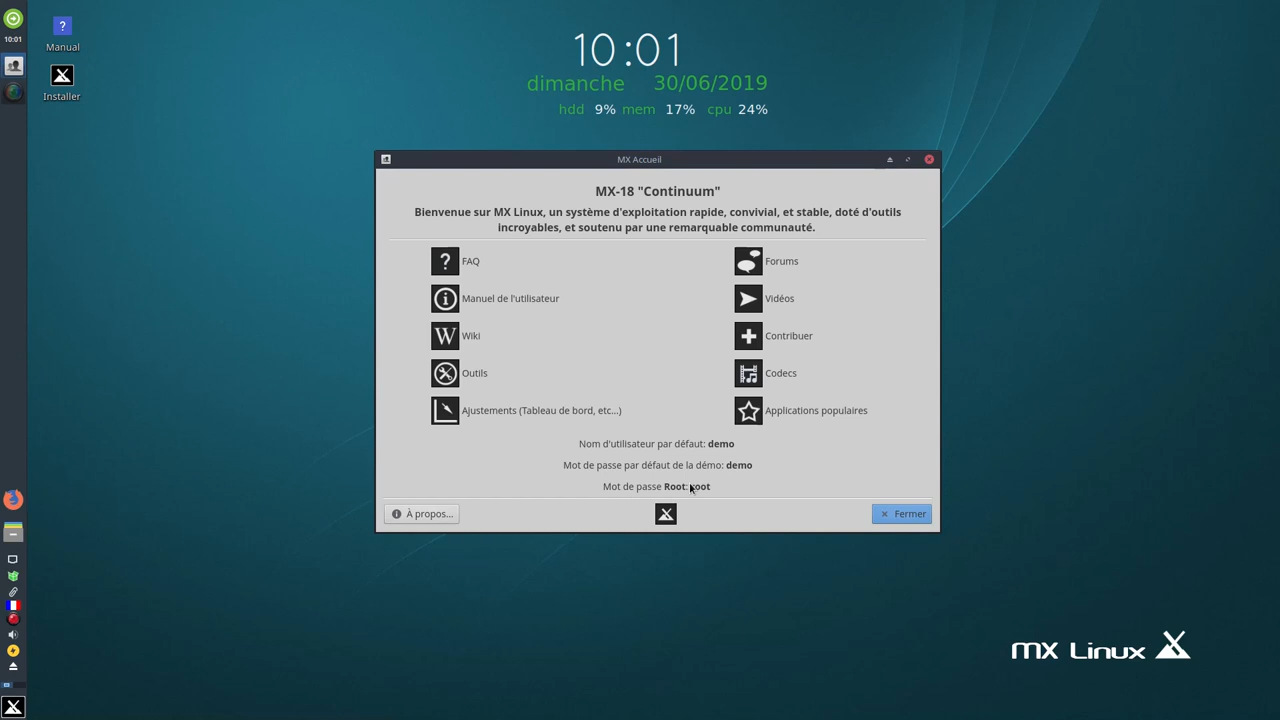 10:01
? Manual
Installer
10:01
dimanche 30/06/2019
hdd 9% mem 17% cpu 24%
MX Accueil
MX-18 "Continuum"
Bienvenue sur MX Linux, un système d'exploitation rapide, convivial, et stable, doté d'outils
incroyables, et soutenu par une remarquable communauté.
? FAQ
Forums
Manuel de l'utilisateur
Vidéos
W Wiki
Contribuer
Outils
Codecs
Ajustements (Tableau de bord, etc...)
Applications populaires
Nom d'utilisateur par défaut: demo
Mot de passe par défaut de la démo: demo
Mot de passe Root: root
À propos...
Fermer
mx Linux